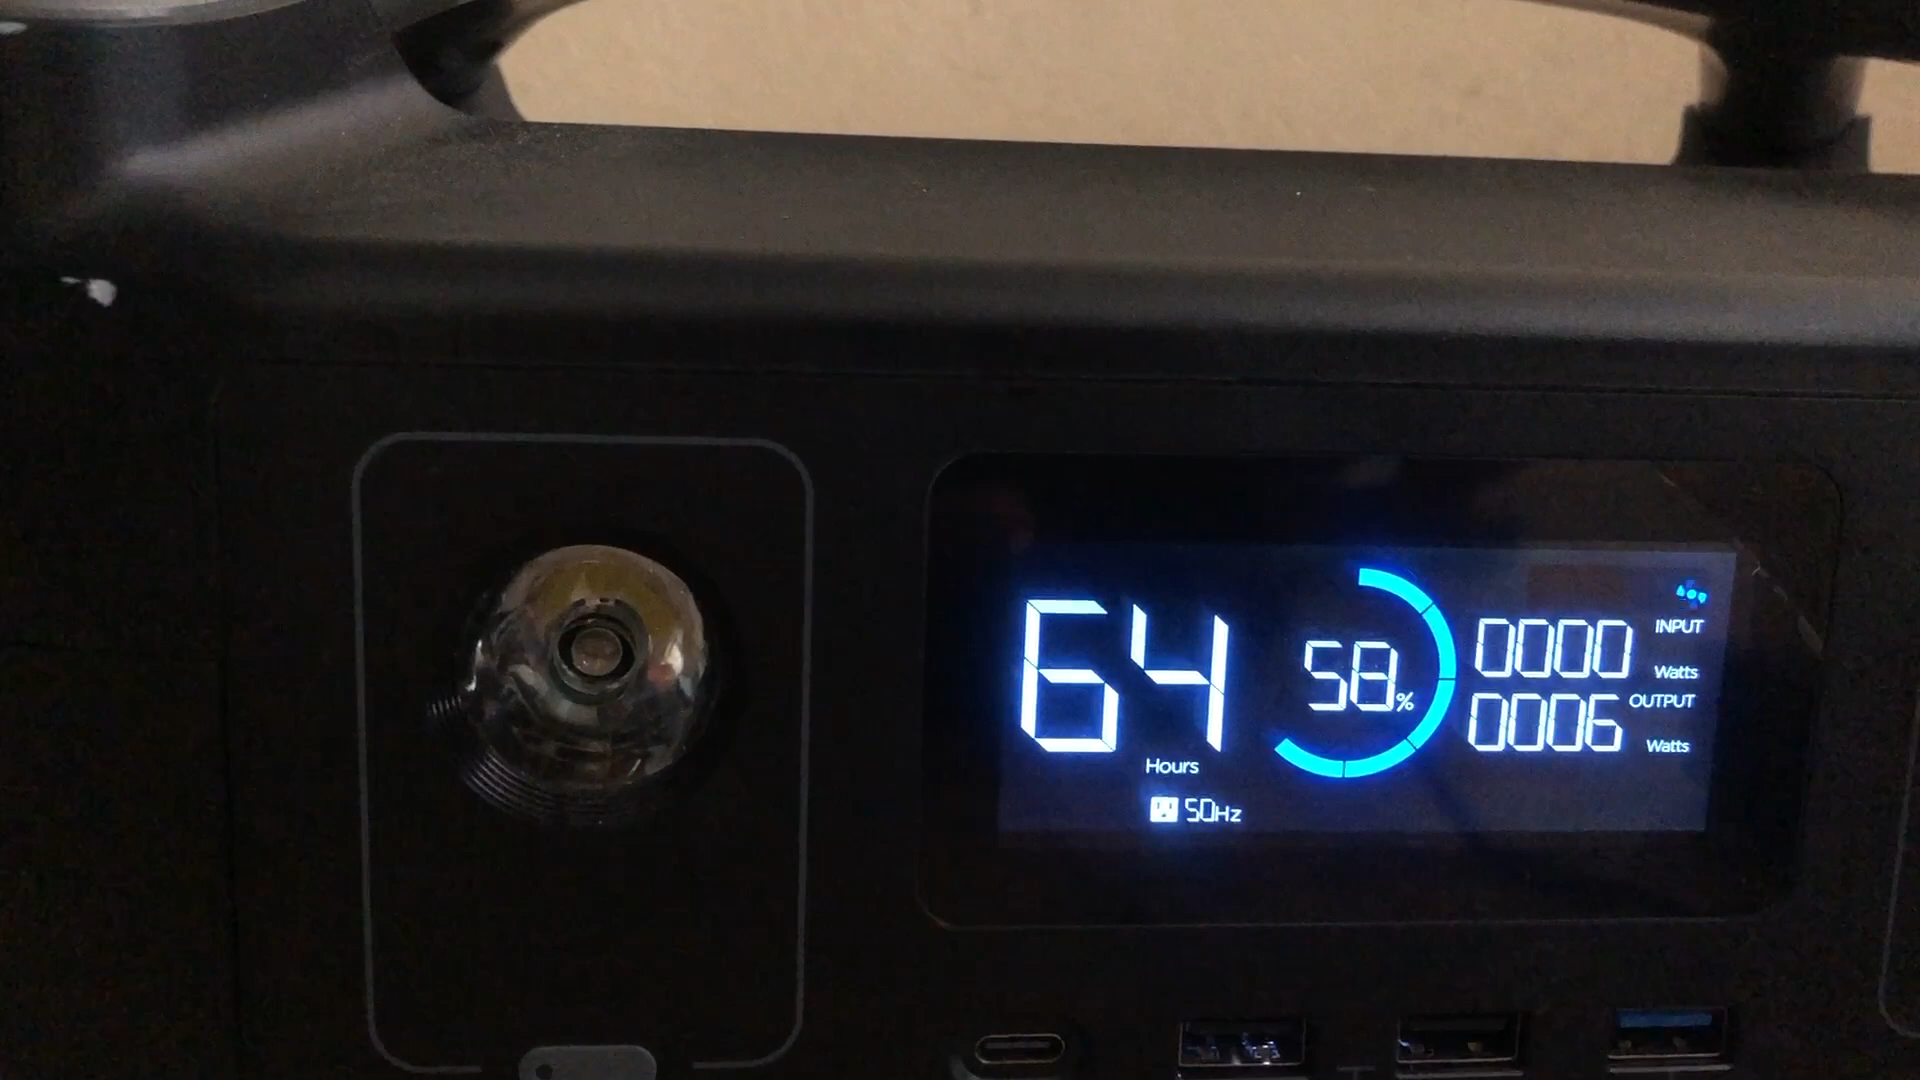 64 Hours
58%
0000 INPUT Watts
0006 OUTPUT Watts
50Hz